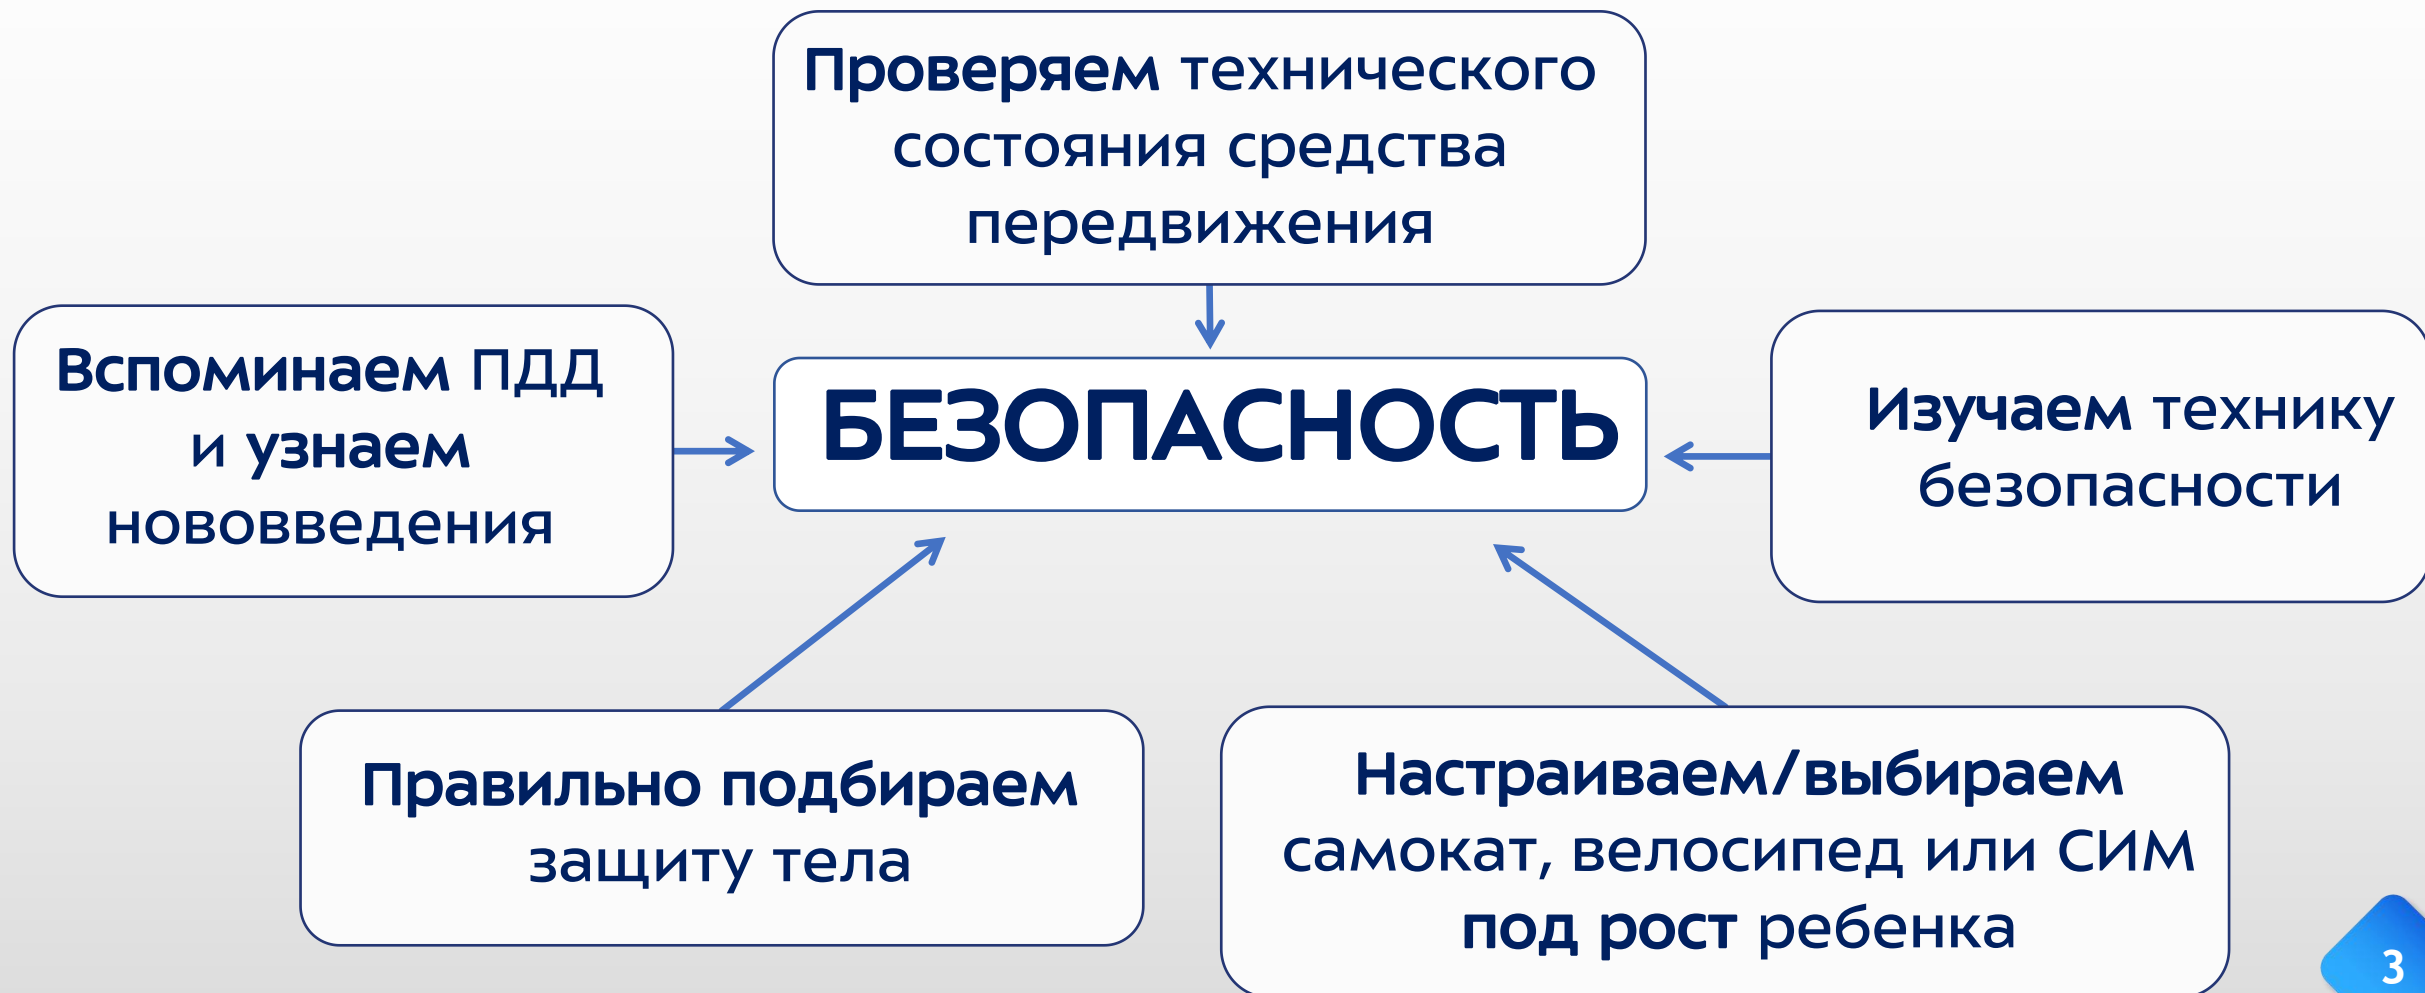 Проверяем технического
состояния средства
передвижения
Вспоминаем ПДД
и узнаем
нововведения
БЕЗОПАСНОСТЬ
Изучаем технику
безопасности
Правильно подбираем
защиту тела
Настраиваем/выбираем
самокат, велосипед или СИМ
под рост ребенка
3